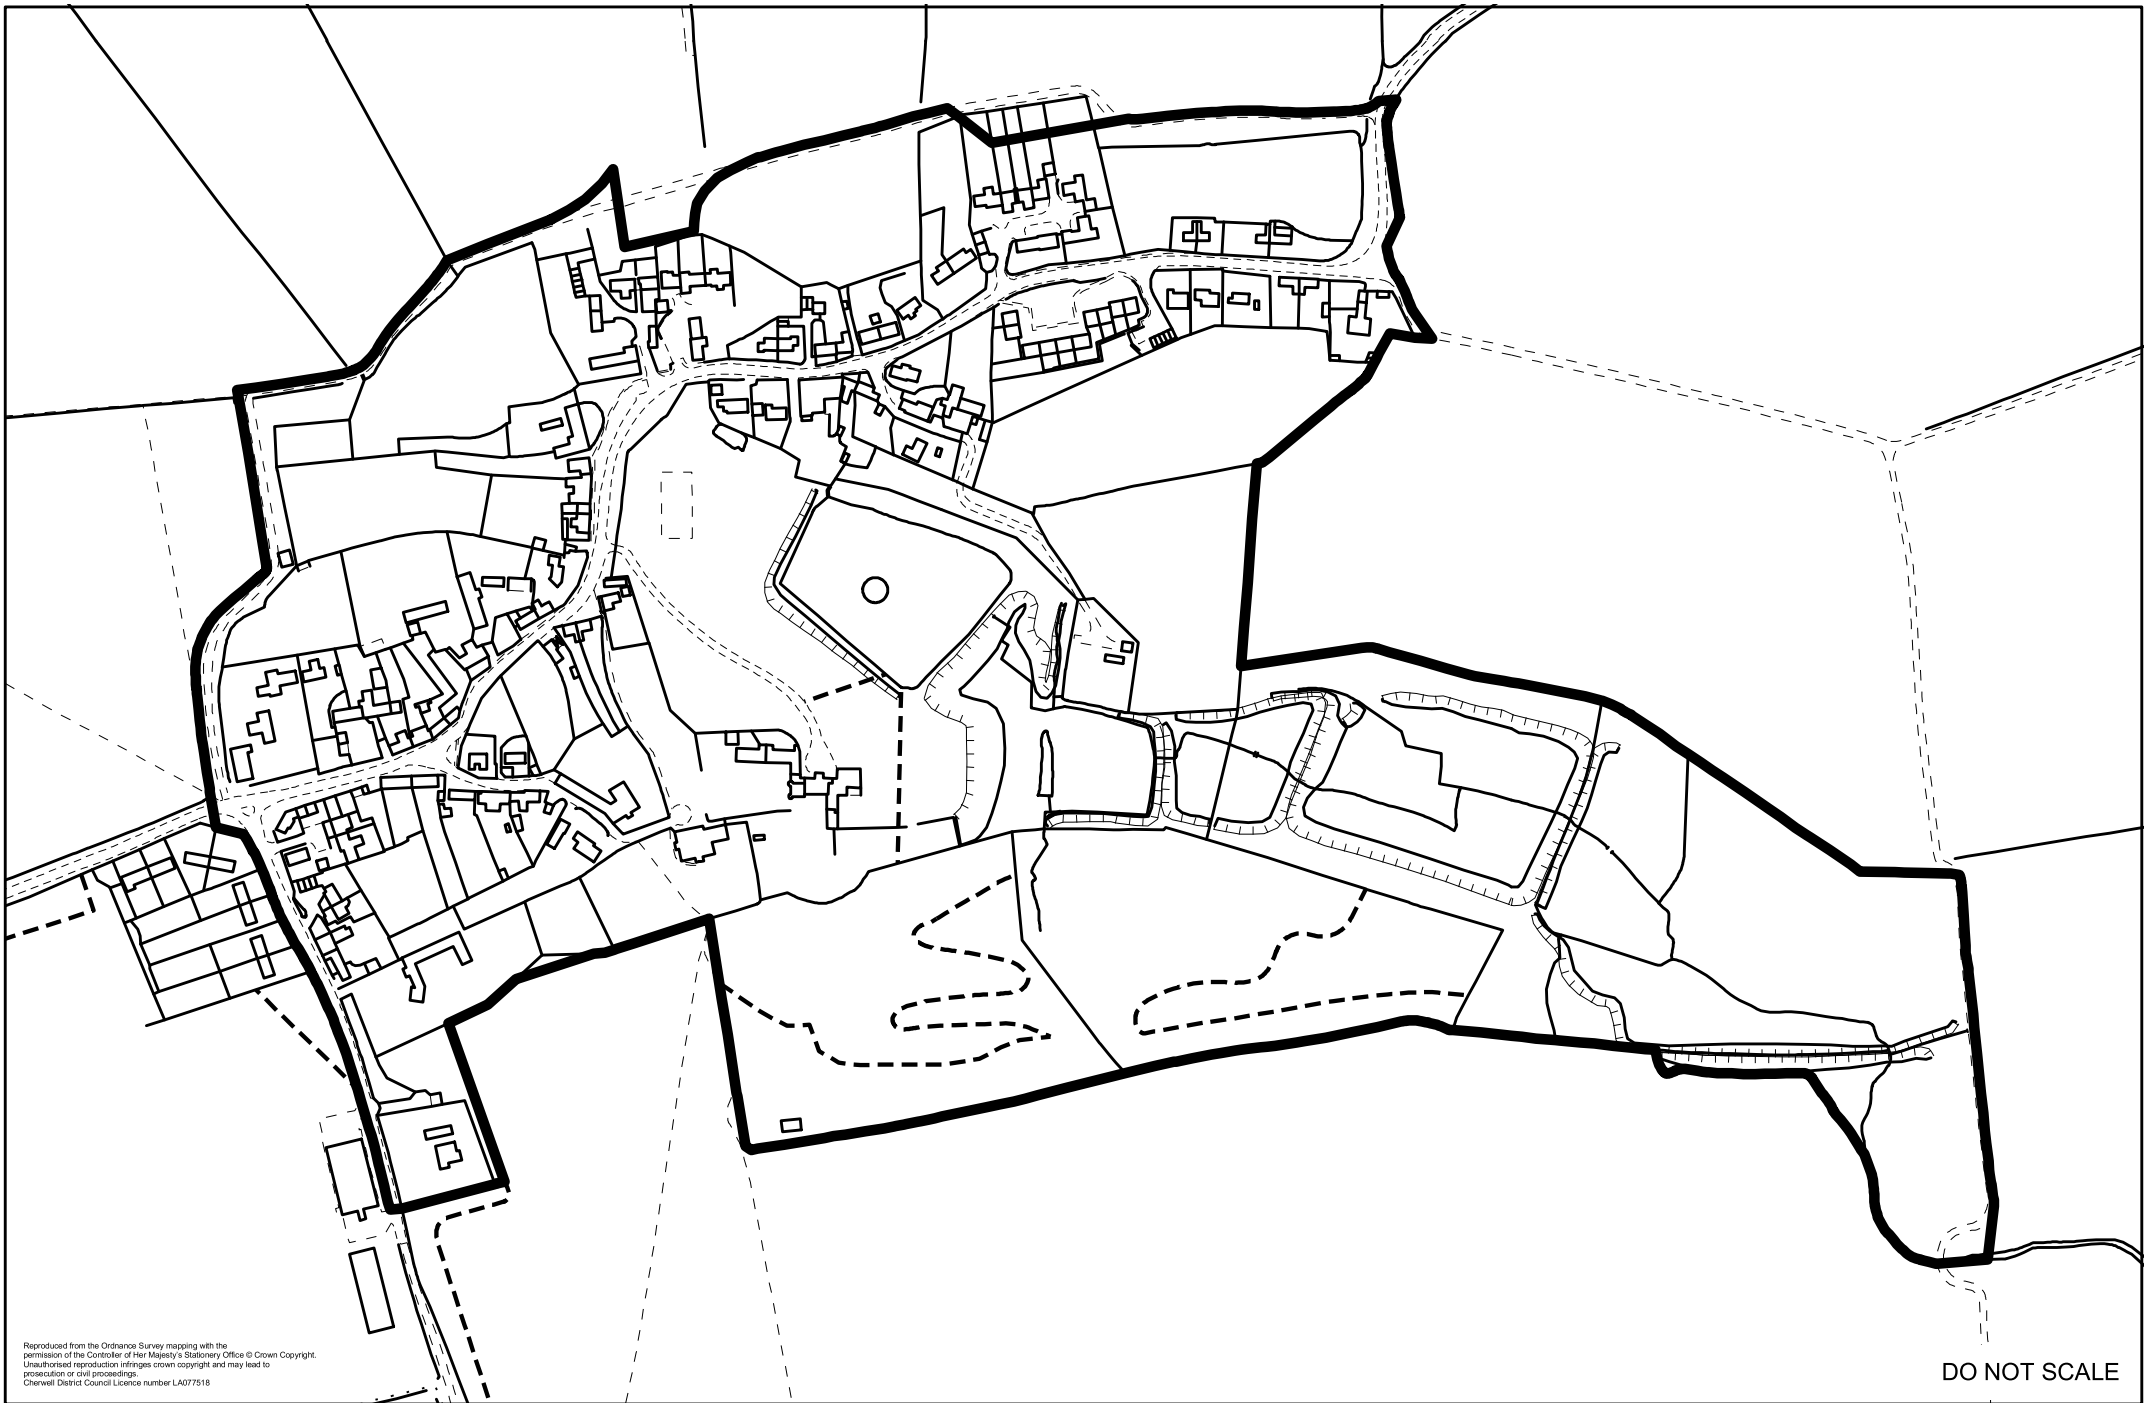 Reproduced from the Ordnance Survey mapping with the
permission of the Controller of Her Majesty's Stationery Office © Crown Copyright.
Unauthorised reproduction infringes crown copyright and may lead to
prosecution or civil proceedings.
Cherwell District Council Licence number LA077518
DO NOT SCALE